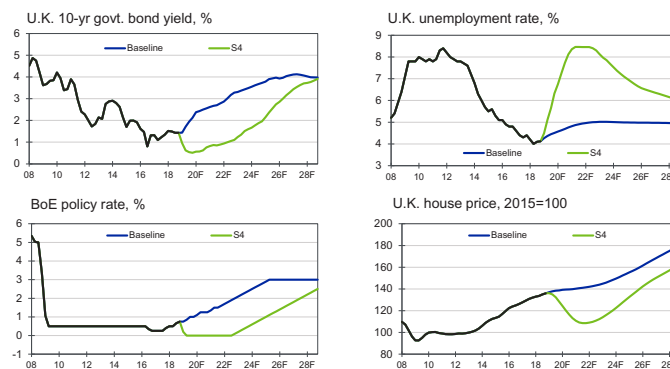 U.K. 10-yr govt. bond yield, %
6
5
4
3
2
1
0
Baseline
S4
08 10 12 14 16 18 20F 22F 24F 26F 28F
U.K. unemployment rate, %
9
8
7
6
5
4
3
Baseline
S4
08 10 12 14 16 18 20F 22F 24F 26F 28F
BoE policy rate, %
6
5
4
3
2
1
0
-1
Baseline
S4
08 10 12 14 16 18 20F 22F 24F 26F 28F
U.K. house price, 2015=100
200
180
160
140
120
100
80
Baseline
S4
08 10 12 14 16 18 20F 22F 24F 26F